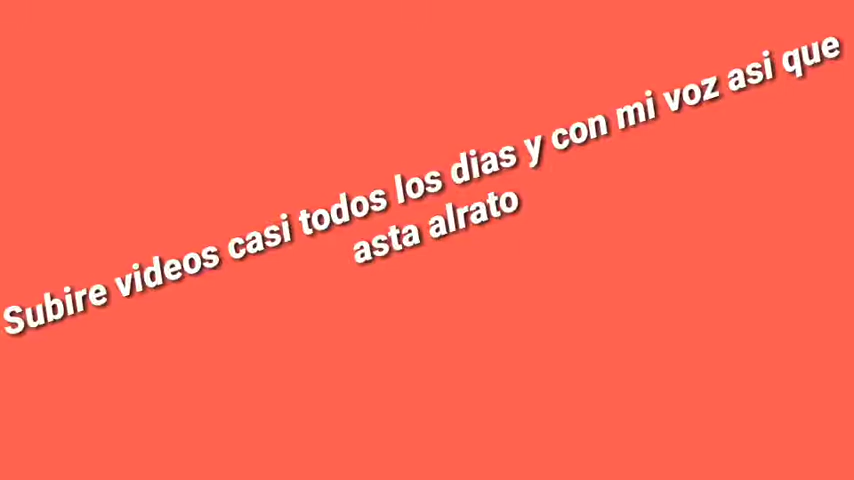 Subire videos casi todos los dias y con mi voz asi que
asta alrato